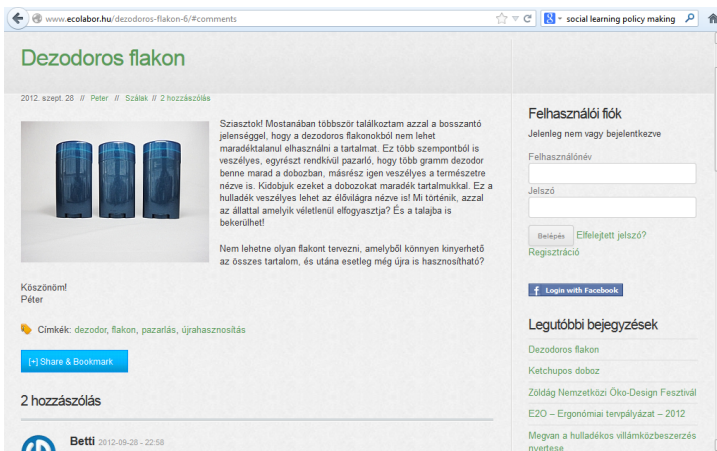 www.ecolabor.hu/dezodoros-flakon-6/#comments
social learning policy making
Dezodoros flakon
2012. szept. 28 // Peter // Szálak // 2 hozzászólás
Sziasztok! Mostanában többször találkoztam azzal a bosszantó
jelenséggel, hogy a dezodoros flakonokból nem lehet
maradéktalanul elhasználni a tartalmat. Ez több szempontból is
veszélyes, egyrészt rendkívül pazarló, hogy több gramm dezodor
benne marad a dobozban, másrész igen veszélyes a természetre
nézve is. Kidobjuk ezeket a dobozokat maradék tartalmukkal. Ez a
hulladék veszélyes lehet az élővilágra nézve is! Mi történik, azzal
az állattal amelyik véletlenül elfogyasztja? És a talajba is
bekerülhet!
Nem lehetne olyan flakont tervezni, amelyből könnyen kinyerhető
az összes tartalom, és utána esetleg még újra is hasznosítható?
Köszönöm!
Péter
Címkék: dezodor, flakon, pazarlás, újrahasznosítás
[+] Share & Bookmark
2 hozzászólás
Betti 2012-09-28 - 22:58
Felhasználói fiók
Jelenleg nem vagy bejelentkezve
Felhasználónév
Jelszó
Belépés Elfelejtett jelszó?
Regisztráció
f Login with Facebook
Legutóbbi bejegyzések
Dezodoros flakon
Ketchupos doboz
Zöldág Nemzetközi Öko-Design Fesztivál
E2O – Ergonómiai tervpályázat – 2012
Megvan a hulladékos villámközbeszerzés
nyertese